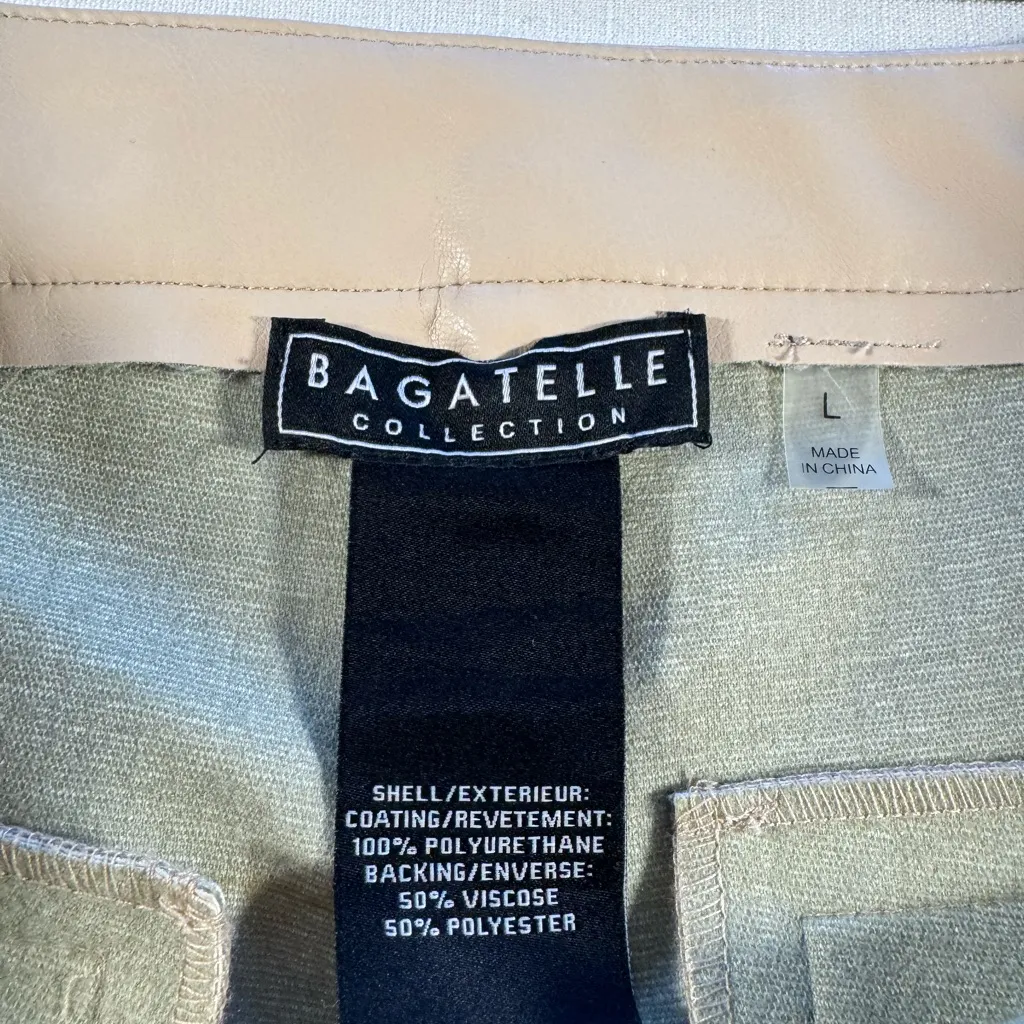 BAGATELLE
COLLECTION
L
MADE
IN CHINA
SHELL/EXTERIEUR:
COATING/REVETEMENT:
100% POLYURETHANE
BACKING/ENVERSE:
50% VISCOSE
50% POLYESTER